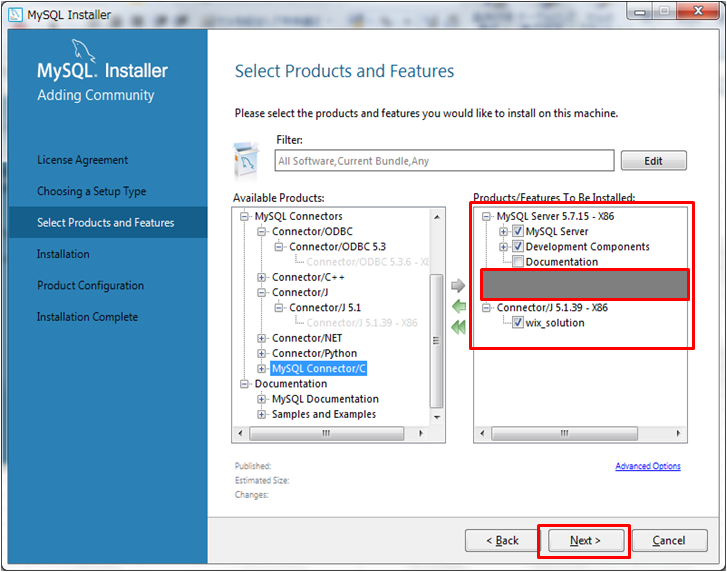 MySQL Installer
MySQL. Installer
Adding Community
License Agreement
Choosing a Setup Type
Select Products and Features
Installation
Product Configuration
Installation Complete
Select Products and Features
Please select the products and features you would like to install on this machine.
Filter:
All Software,Current Bundle,Any
Edit
Available Products:
MySQL Connectors
Connector/ODBC
Connector/ODBC 5.3
Connector/ODBC 5.3.6 - X8
Connector/C++
Connector/J
Connector/J 5.1
Connector/J 5.1.39 - X86
Connector/NET
Connector/Python
MySQL Connector/C
Documentation
MySQL Documentation
Samples and Examples
Products/Features To Be Installed:
MySQL Server 5.7.15 - X86
MySQL Server
Development Components
Documentation
Connector/J 5.1.39 - X86
wix_solution
Published:
Estimated Size:
Changes:
Advanced Options
< Back
Next >
Cancel